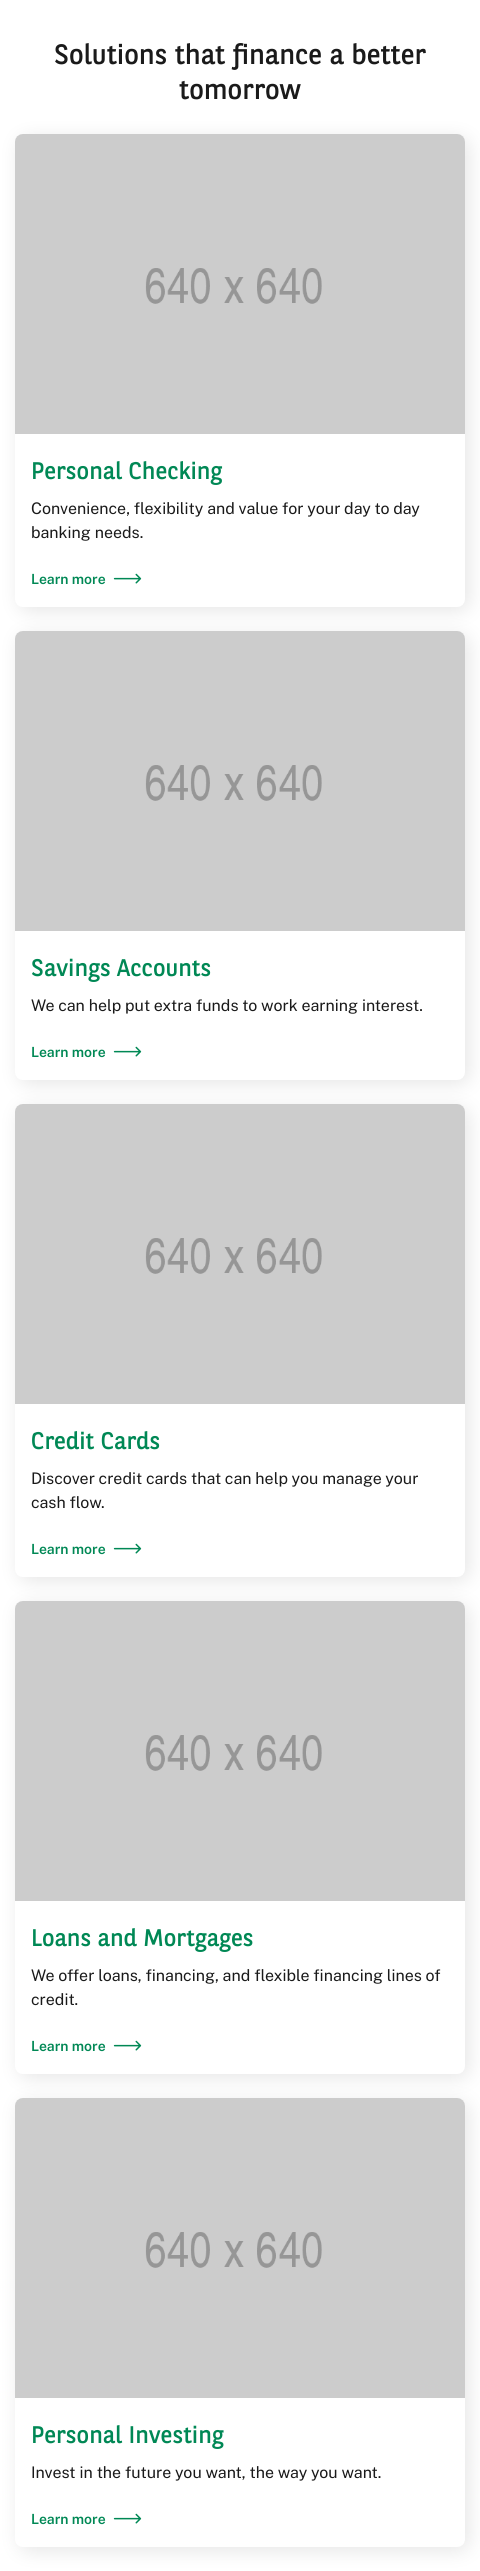 Solutions that finance a better
tomorrow
640 x 640
Personal Checking
Convenience, flexibility and value for your day to day
banking needs.
Learn more
640 x 640
Savings Accounts
We can help put extra funds to work earning interest.
Learn more
640 x 640
Credit Cards
Discover credit cards that can help you manage your
cash flow.
Learn more
640 x 640
Loans and Mortgages
We offer loans, financing, and flexible financing lines of
credit.
Learn more
640 x 640
Personal Investing
Invest in the future you want, the way you want.
Learn more